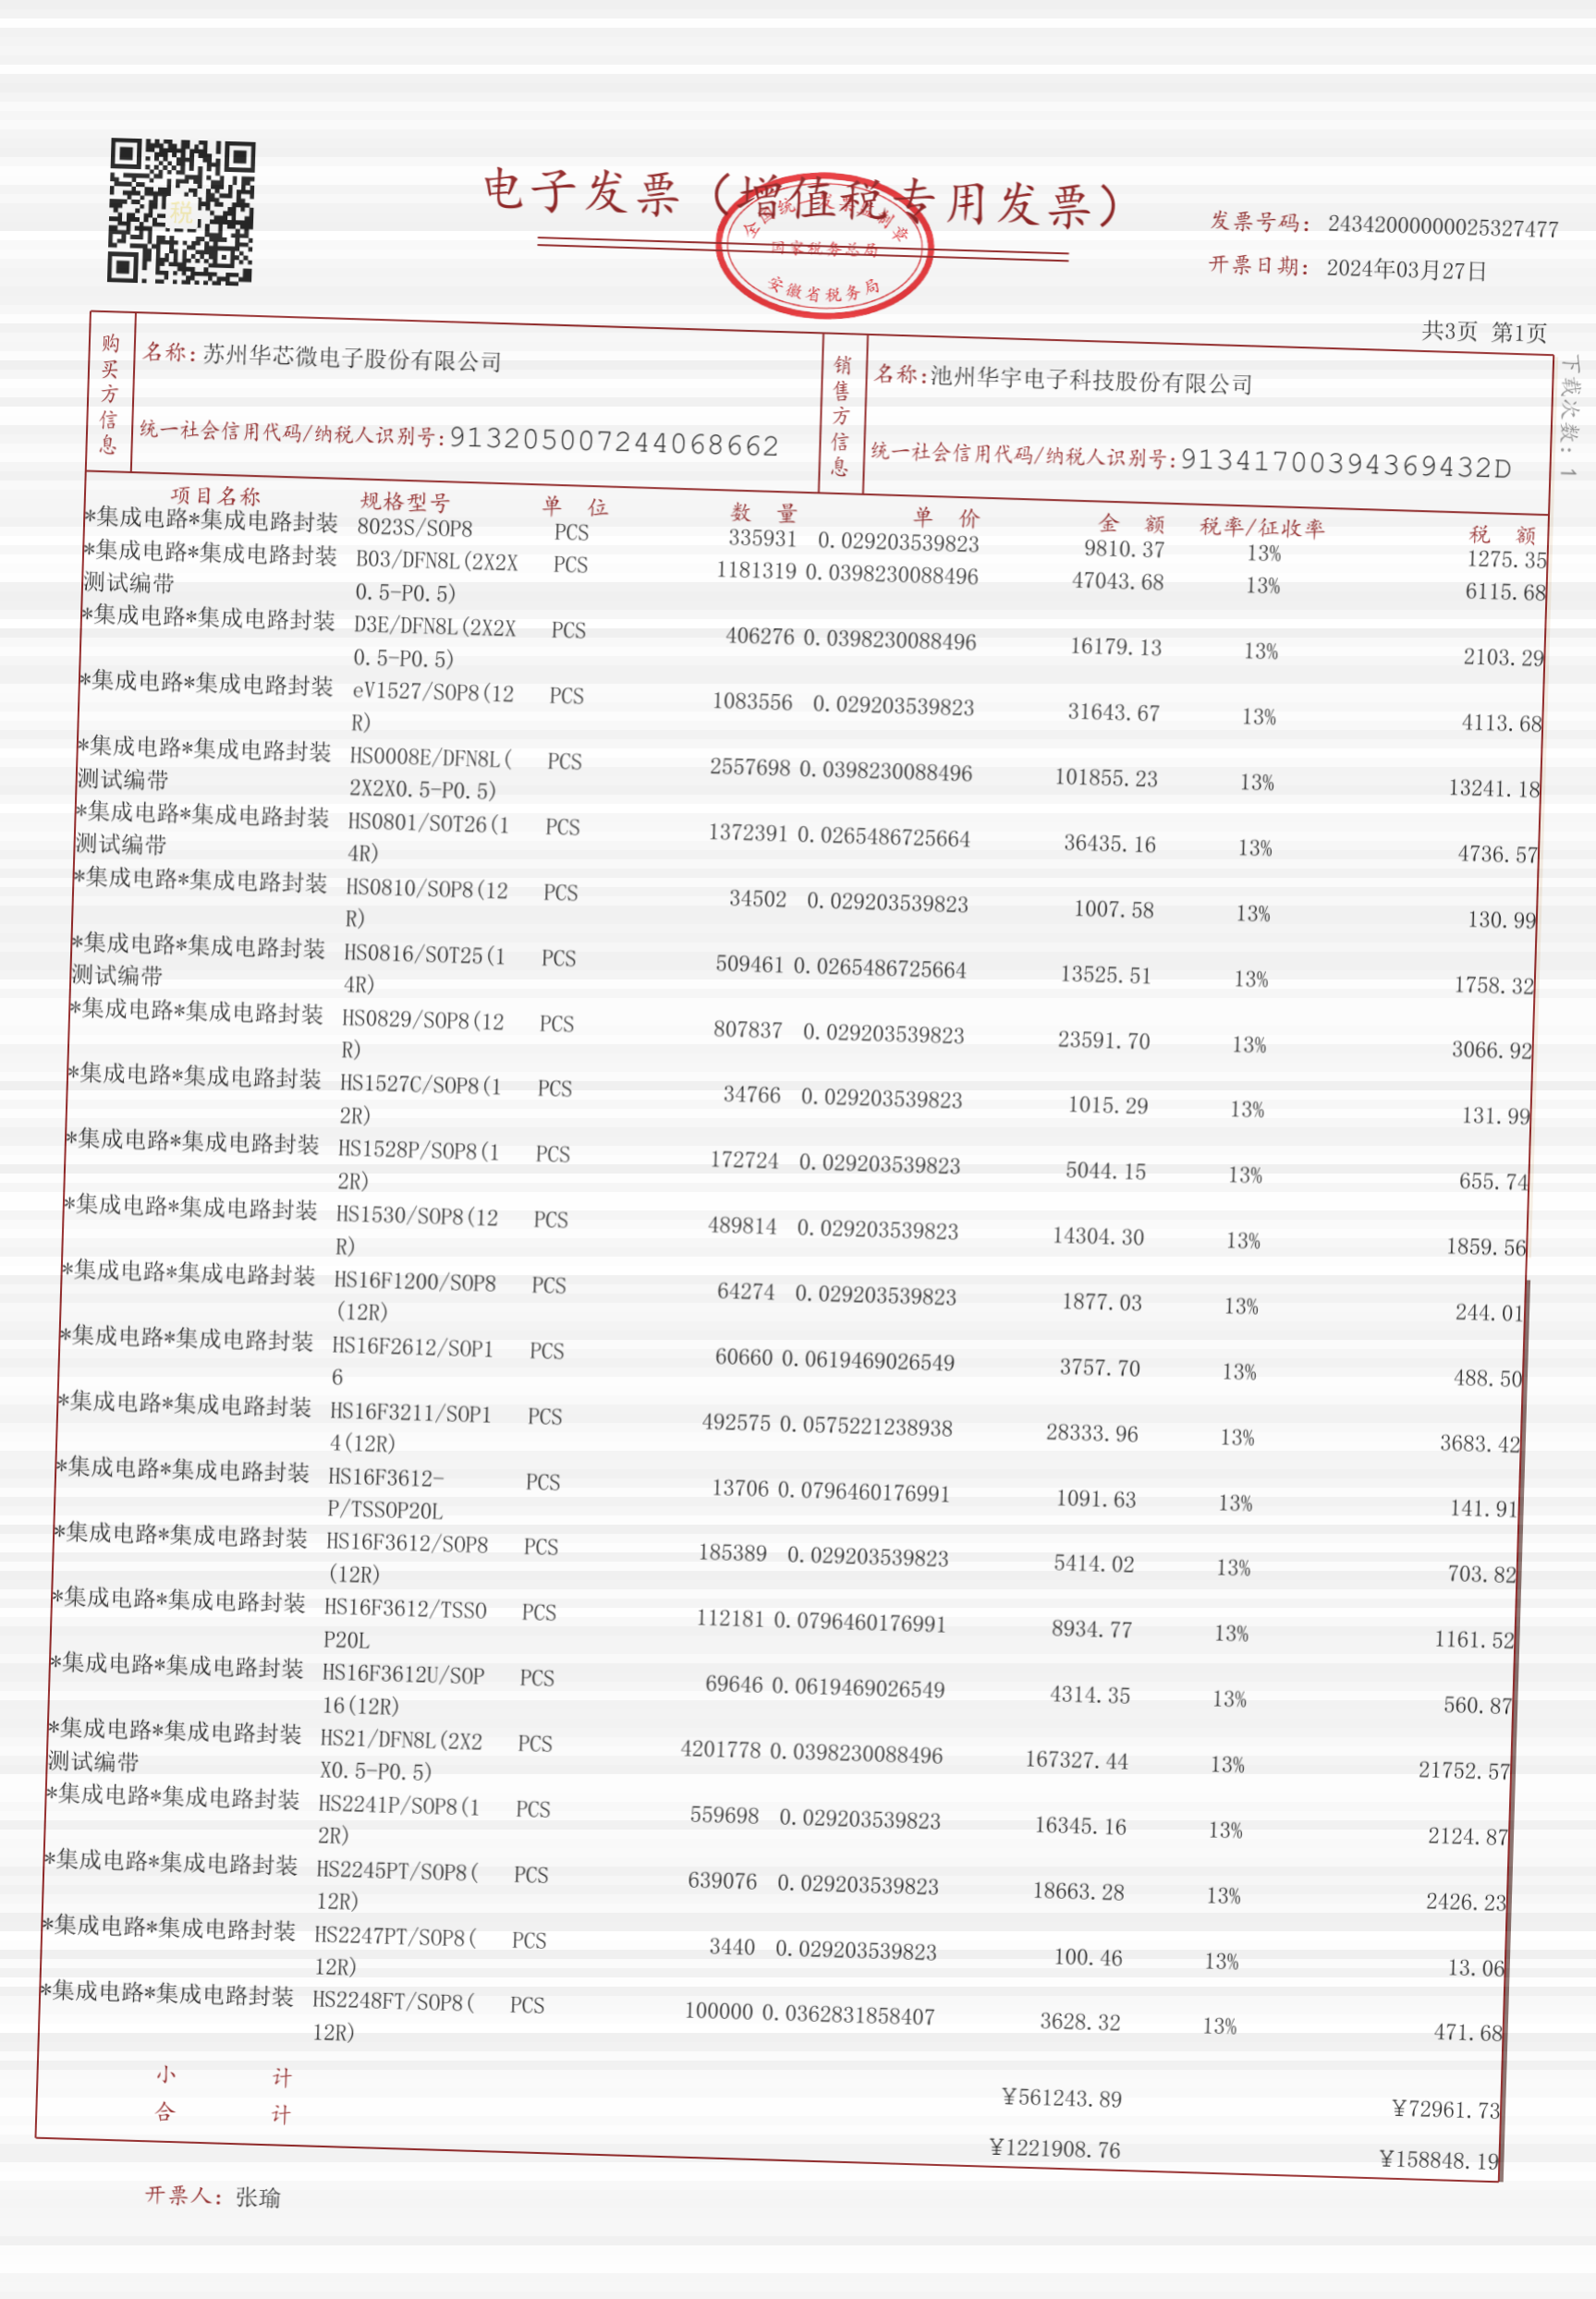 税
电子发票（增值税专用发票）
全国统一发票监制章
国家税务总局
安徽省税务局
发票号码: 24342000000025327477
开票日期: 2024年03月27日
共3页 第1页
下载次数: 1
购买方信息
名称: 苏州华芯微电子股份有限公司
统一社会信用代码/纳税人识别号: 913205007244068662
销售方信息
名称: 池州华宇电子科技股份有限公司
统一社会信用代码/纳税人识别号: 91341700394369432D
项目名称 规格型号 单 位 数 量 单 价 金 额 税率/征收率 税 额
*集成电路*集成电路封装 8023S/SOP8 PCS 335931 0.029203539823 9810.37 13% 1275.35
*集成电路*集成电路封装 B03/DFN8L(2X2X PCS 1181319 0.0398230088496 47043.68 13% 6115.68
测试编带 0.5-P0.5)
*集成电路*集成电路封装 D3E/DFN8L(2X2X PCS 406276 0.0398230088496 16179.13 13% 2103.29
0.5-P0.5)
*集成电路*集成电路封装 eV1527/SOP8(12 PCS 1083556 0.029203539823 31643.67 13% 4113.68
R)
*集成电路*集成电路封装 HS0008E/DFN8L( PCS 2557698 0.0398230088496 101855.23 13% 13241.18
测试编带 2X2X0.5-P0.5)
*集成电路*集成电路封装 HS0801/SOT26(1 PCS 1372391 0.0265486725664 36435.16 13% 4736.57
测试编带 4R)
*集成电路*集成电路封装 HS0810/SOP8(12 PCS 34502 0.029203539823 1007.58 13% 130.99
R)
*集成电路*集成电路封装 HS0816/SOT25(1 PCS 509461 0.0265486725664 13525.51 13% 1758.32
测试编带 4R)
*集成电路*集成电路封装 HS0829/SOP8(12 PCS 807837 0.029203539823 23591.70 13% 3066.92
R)
*集成电路*集成电路封装 HS1527C/SOP8(1 PCS 34766 0.029203539823 1015.29 13% 131.99
2R)
*集成电路*集成电路封装 HS1528P/SOP8(1 PCS 172724 0.029203539823 5044.15 13% 655.74
2R)
*集成电路*集成电路封装 HS1530/SOP8(12 PCS 489814 0.029203539823 14304.30 13% 1859.56
R)
*集成电路*集成电路封装 HS16F1200/SOP8 PCS 64274 0.029203539823 1877.03 13% 244.01
(12R)
*集成电路*集成电路封装 HS16F2612/SOP1 PCS 60660 0.0619469026549 3757.70 13% 488.50
6
*集成电路*集成电路封装 HS16F3211/SOP1 PCS 492575 0.0575221238938 28333.96 13% 3683.42
4(12R)
*集成电路*集成电路封装 HS16F3612- PCS 13706 0.0796460176991 1091.63 13% 141.91
P/TSSOP20L
*集成电路*集成电路封装 HS16F3612/SOP8 PCS 185389 0.029203539823 5414.02 13% 703.82
(12R)
*集成电路*集成电路封装 HS16F3612/TSSO PCS 112181 0.0796460176991 8934.77 13% 1161.52
P20L
*集成电路*集成电路封装 HS16F3612U/SOP PCS 69646 0.0619469026549 4314.35 13% 560.87
16(12R)
*集成电路*集成电路封装 HS21/DFN8L(2X2 PCS 4201778 0.0398230088496 167327.44 13% 21752.57
测试编带 X0.5-P0.5)
*集成电路*集成电路封装 HS2241P/SOP8(1 PCS 559698 0.029203539823 16345.16 13% 2124.87
2R)
*集成电路*集成电路封装 HS2245PT/SOP8( PCS 639076 0.029203539823 18663.28 13% 2426.23
12R)
*集成电路*集成电路封装 HS2247PT/SOP8( PCS 3440 0.029203539823 100.46 13% 13.06
12R)
*集成电路*集成电路封装 HS2248FT/SOP8( PCS 100000 0.0362831858407 3628.32 13% 471.68
12R)
小 计 ¥561243.89 ¥72961.73
合 计 ¥1221908.76 ¥158848.19
开票人: 张瑜